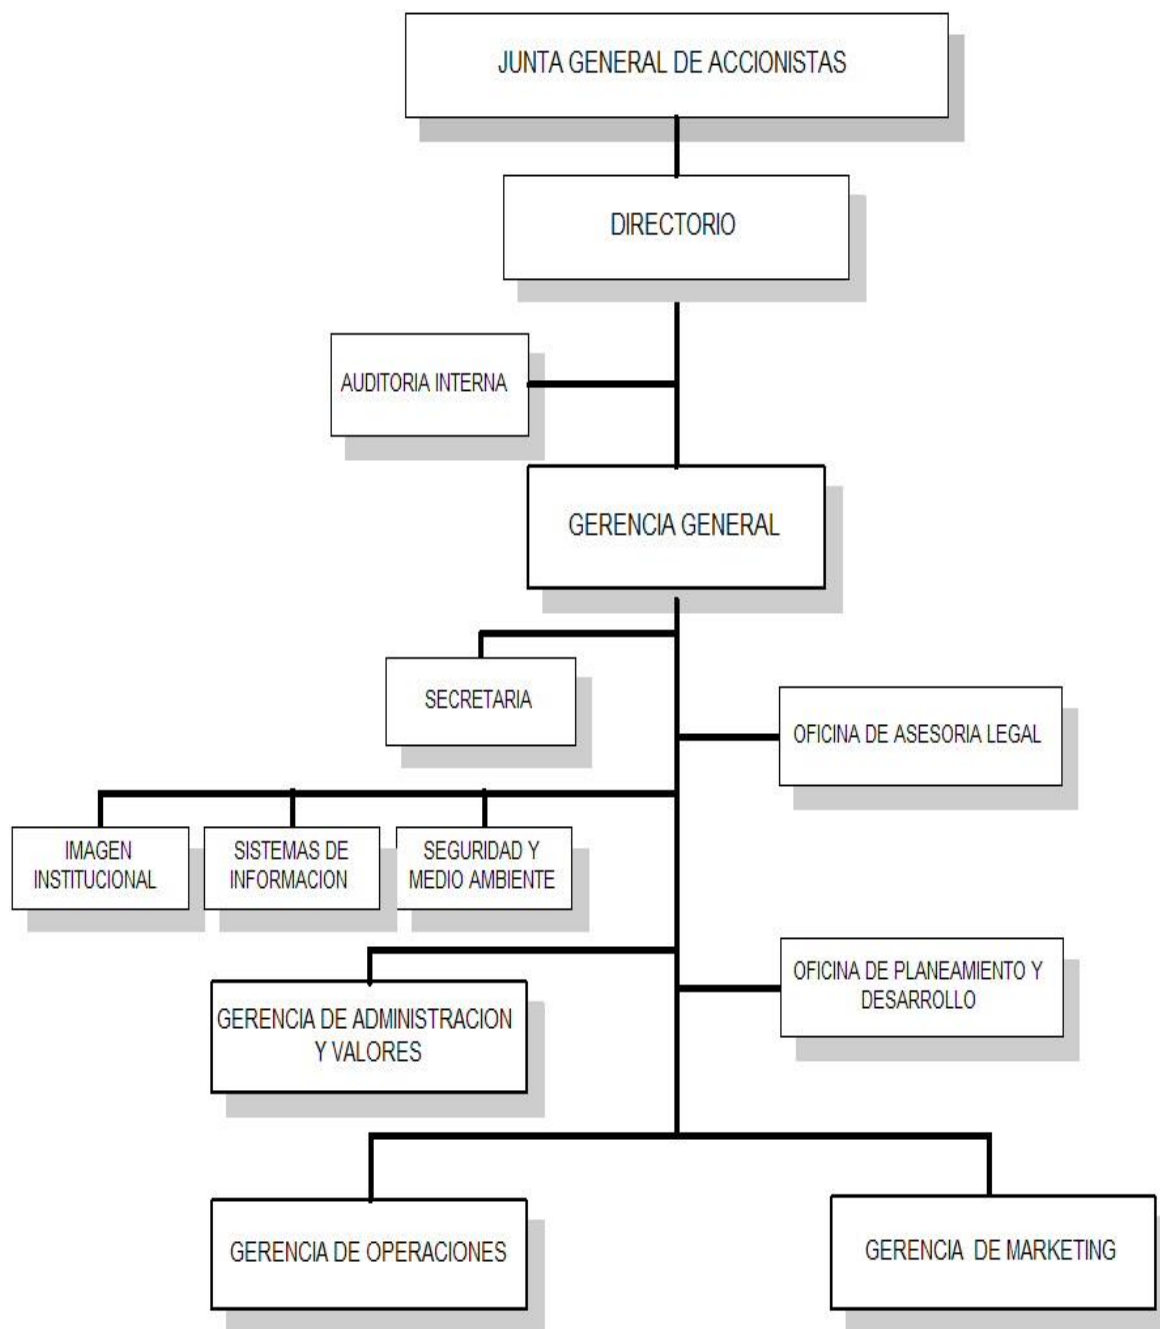 JUNTA GENERAL DE ACCIONISTAS
DIRECTORIO
AUDITORIA INTERNA
GERENCIA GENERAL
SECRETARIA
OFICINA DE ASESORIA LEGAL
IMAGEN
INSTITUCIONAL
SISTEMAS DE
INFORMACION
SEGURIDAD Y
MEDIO AMBIENTE
OFICINA DE PLANEAMIENTO Y
DESARROLLO
GERENCIA DE ADMINISTRACION
Y VALORES
GERENCIA DE OPERACIONES
GERENCIA DE MARKETING